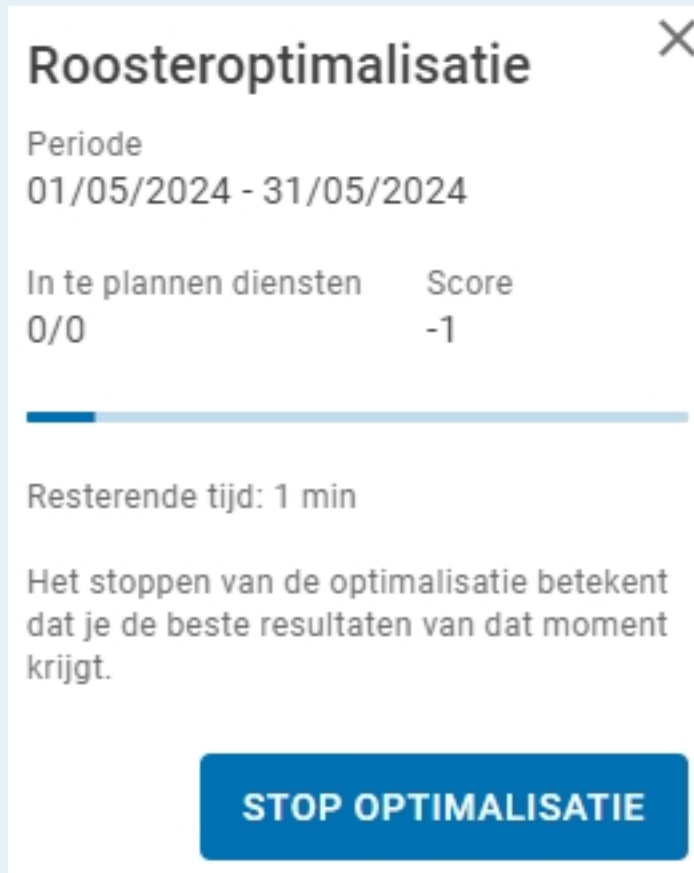 Roosteroptimalisatie
Periode
01/05/2024 - 31/05/2024
In te plannen diensten Score
0/0 -1
Resterende tijd: 1 min
Het stoppen van de optimalisatie betekent
dat je de beste resultaten van dat moment
krijgt.
STOP OPTIMALISATIE